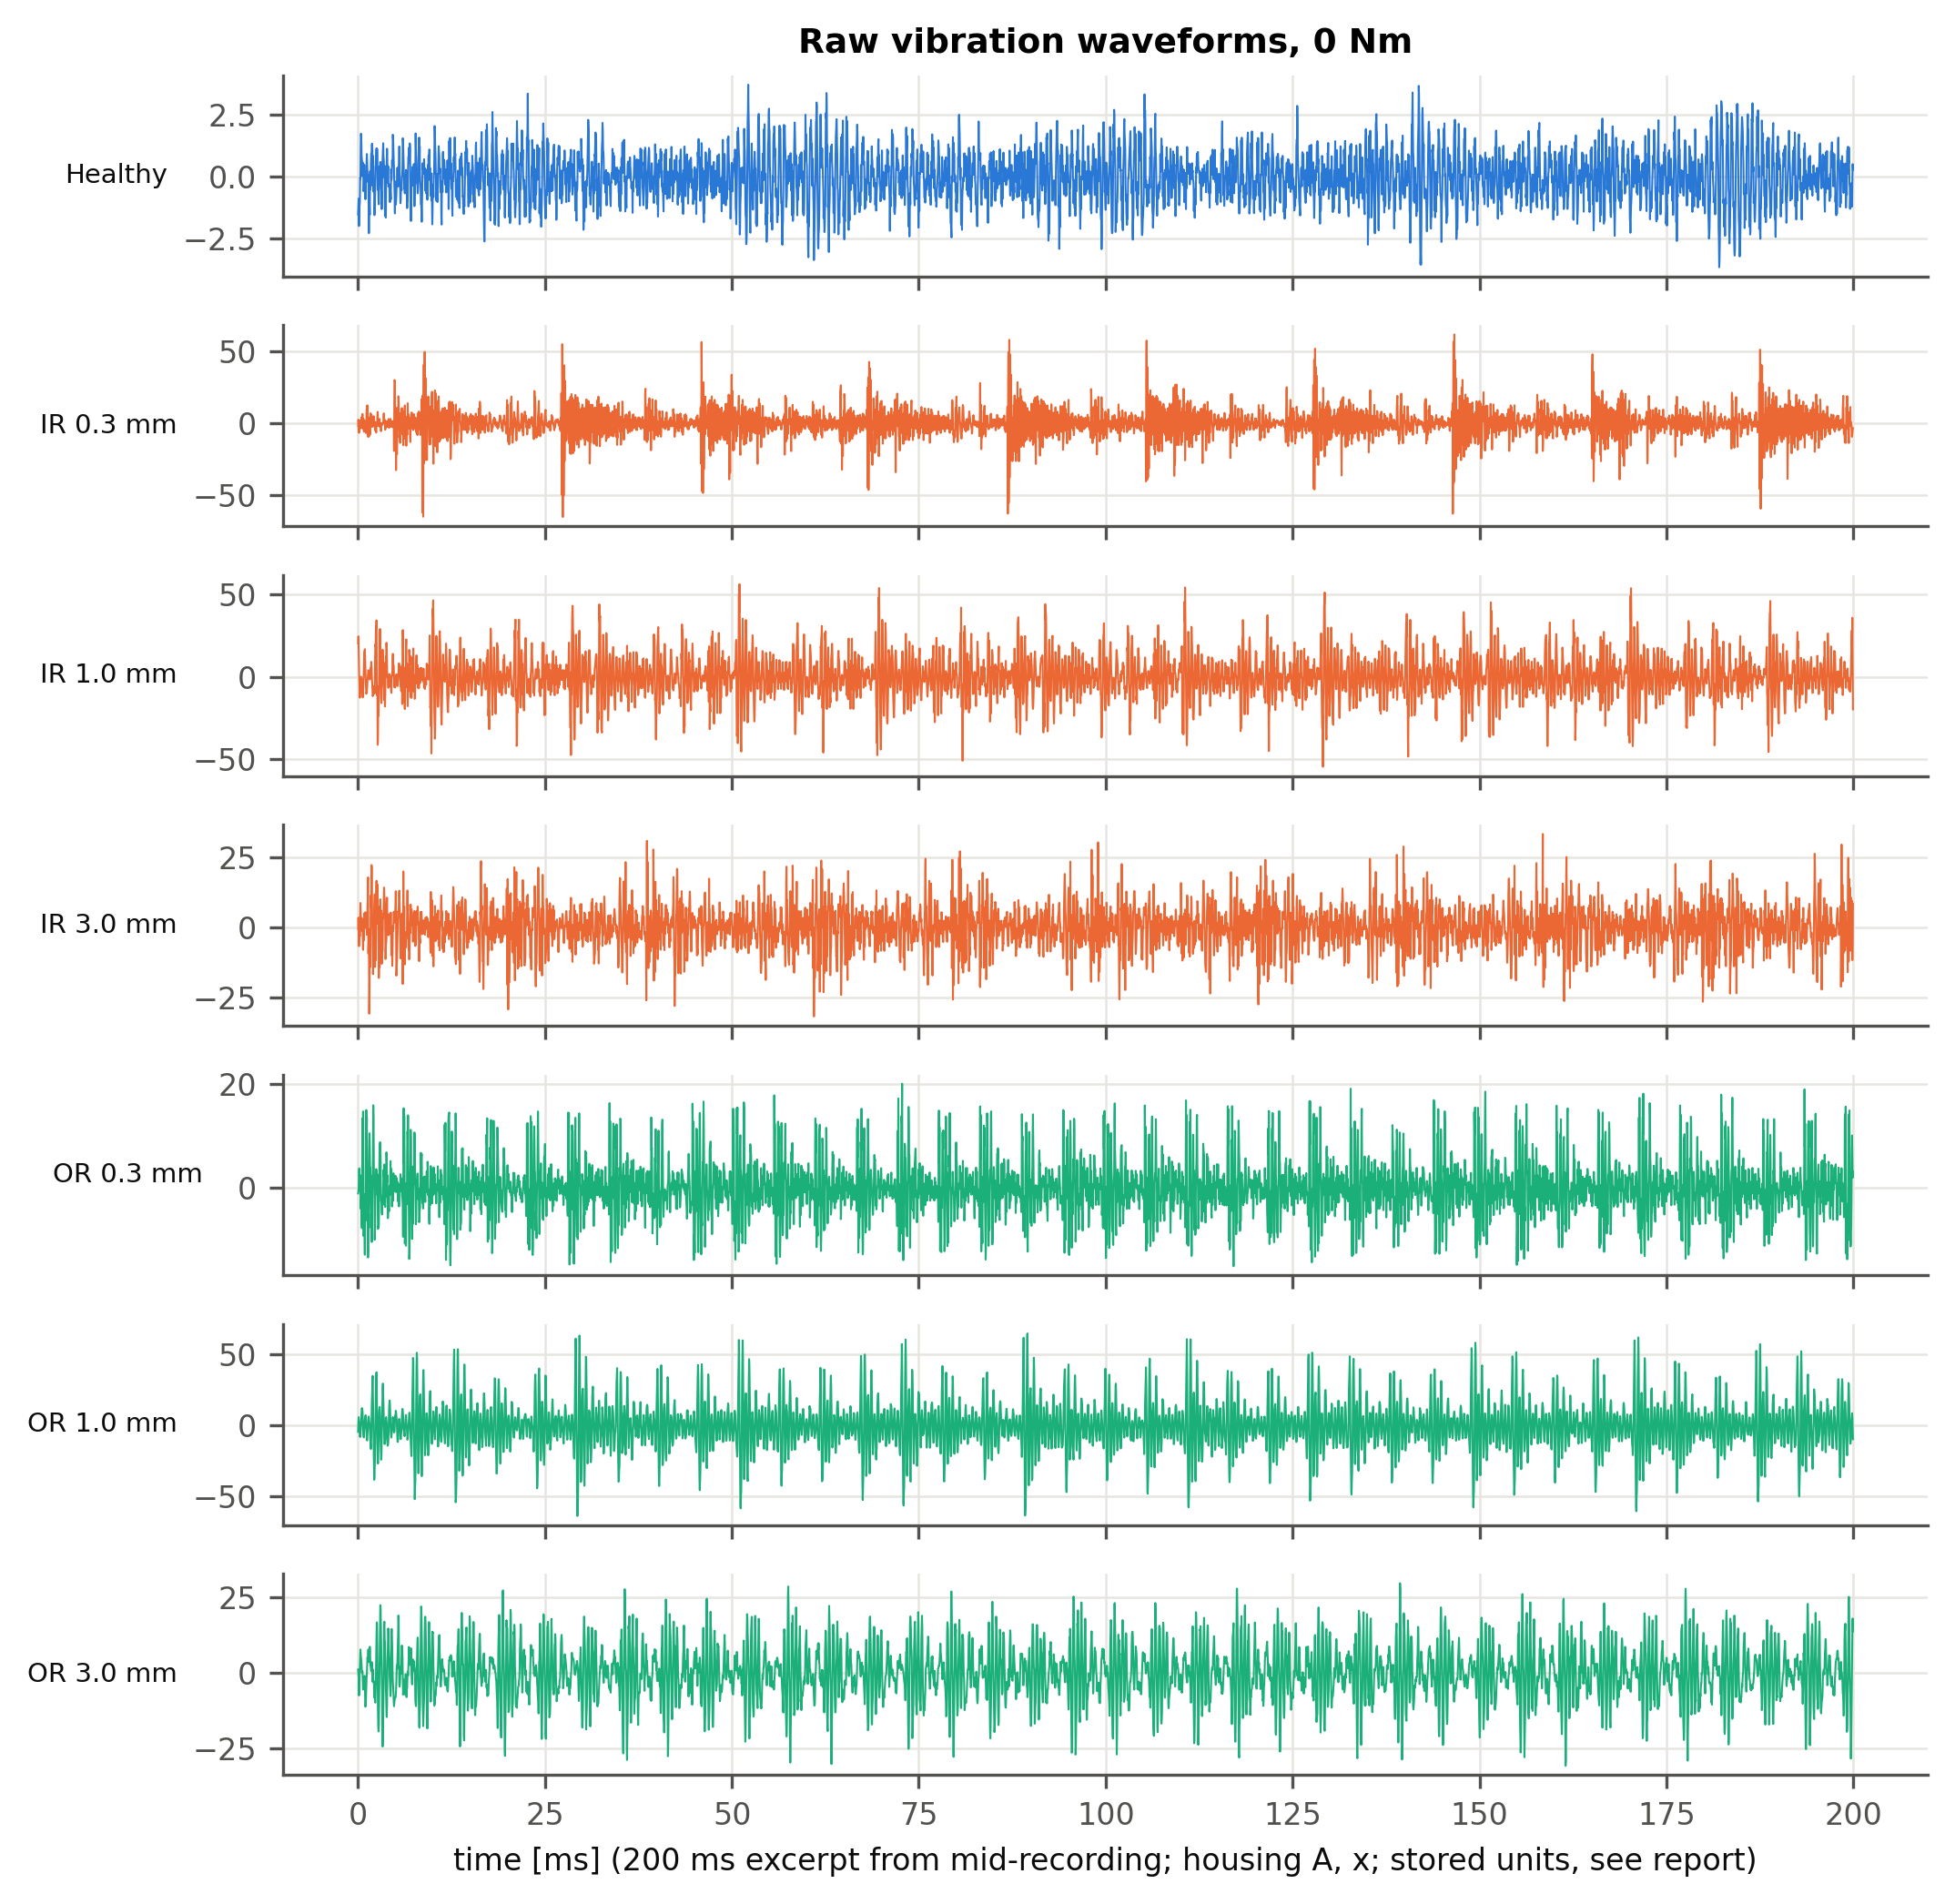 Raw vibration waveforms, 0 Nm
2.5
Healthy 0.0
−2.5
50
IR 0.3 mm 0
−50
50
IR 1.0 mm 0
−50
25
IR 3.0 mm 0
−25
20
OR 0.3 mm 0
50
OR 1.0 mm 0
−50
25
OR 3.0 mm 0
−25
0 25 50 75 100 125 150 175 200
time [ms] (200 ms excerpt from mid-recording; housing A, x; stored units, see report)